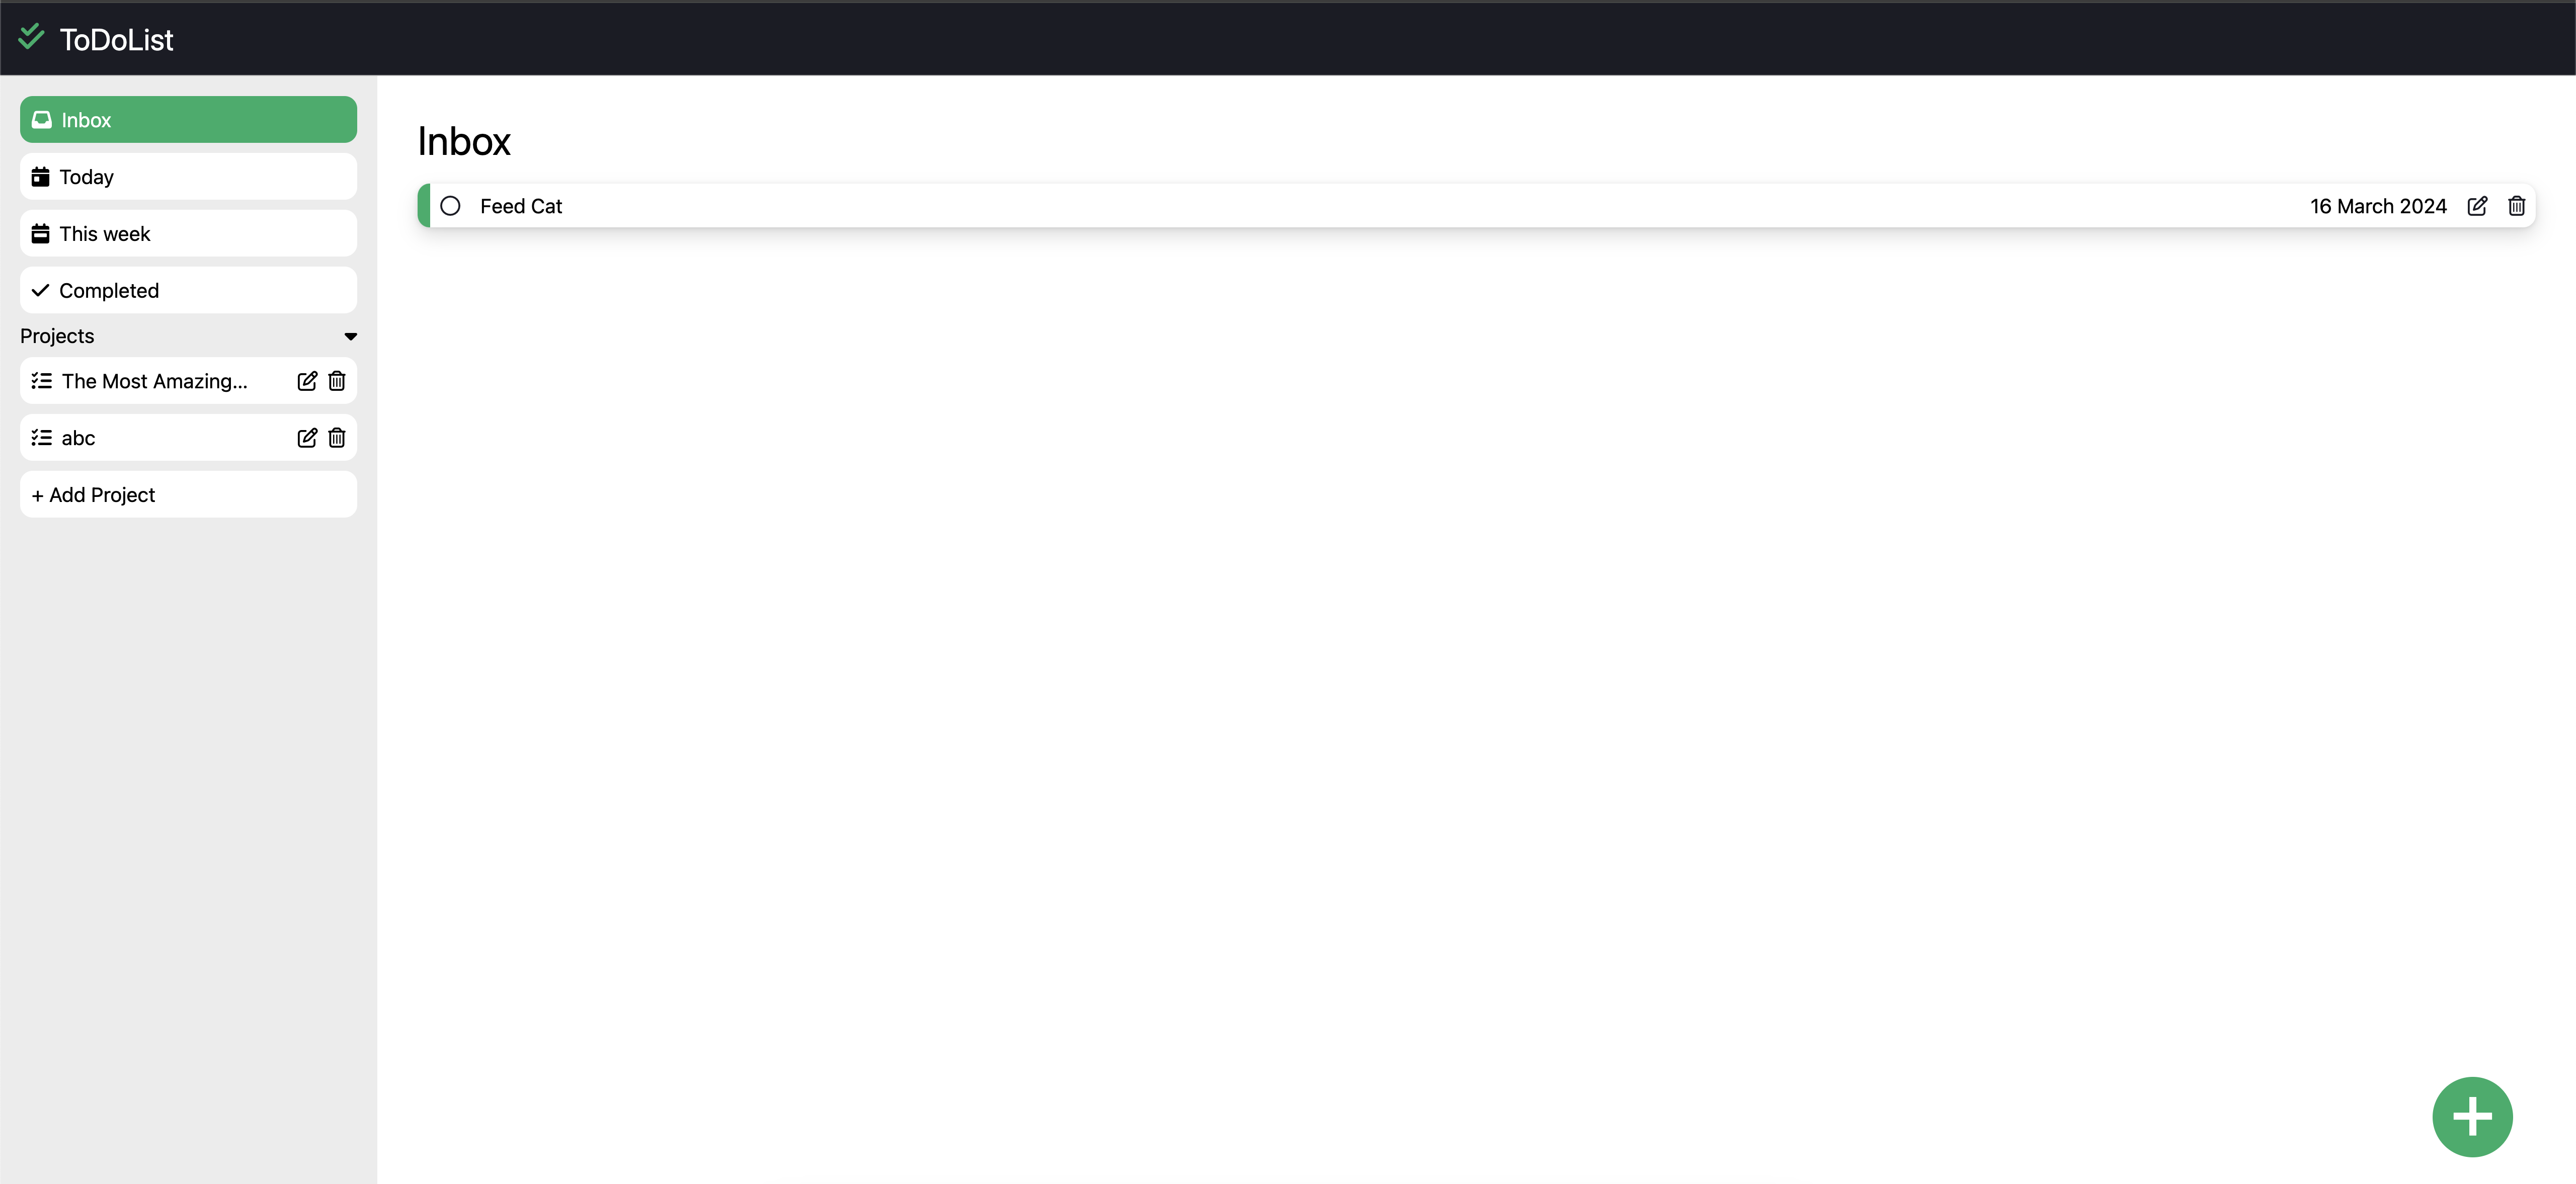 ToDoList
Inbox
Today
This week
Completed
Projects
The Most Amazing...
abc
+ Add Project
Inbox
Feed Cat 16 March 2024